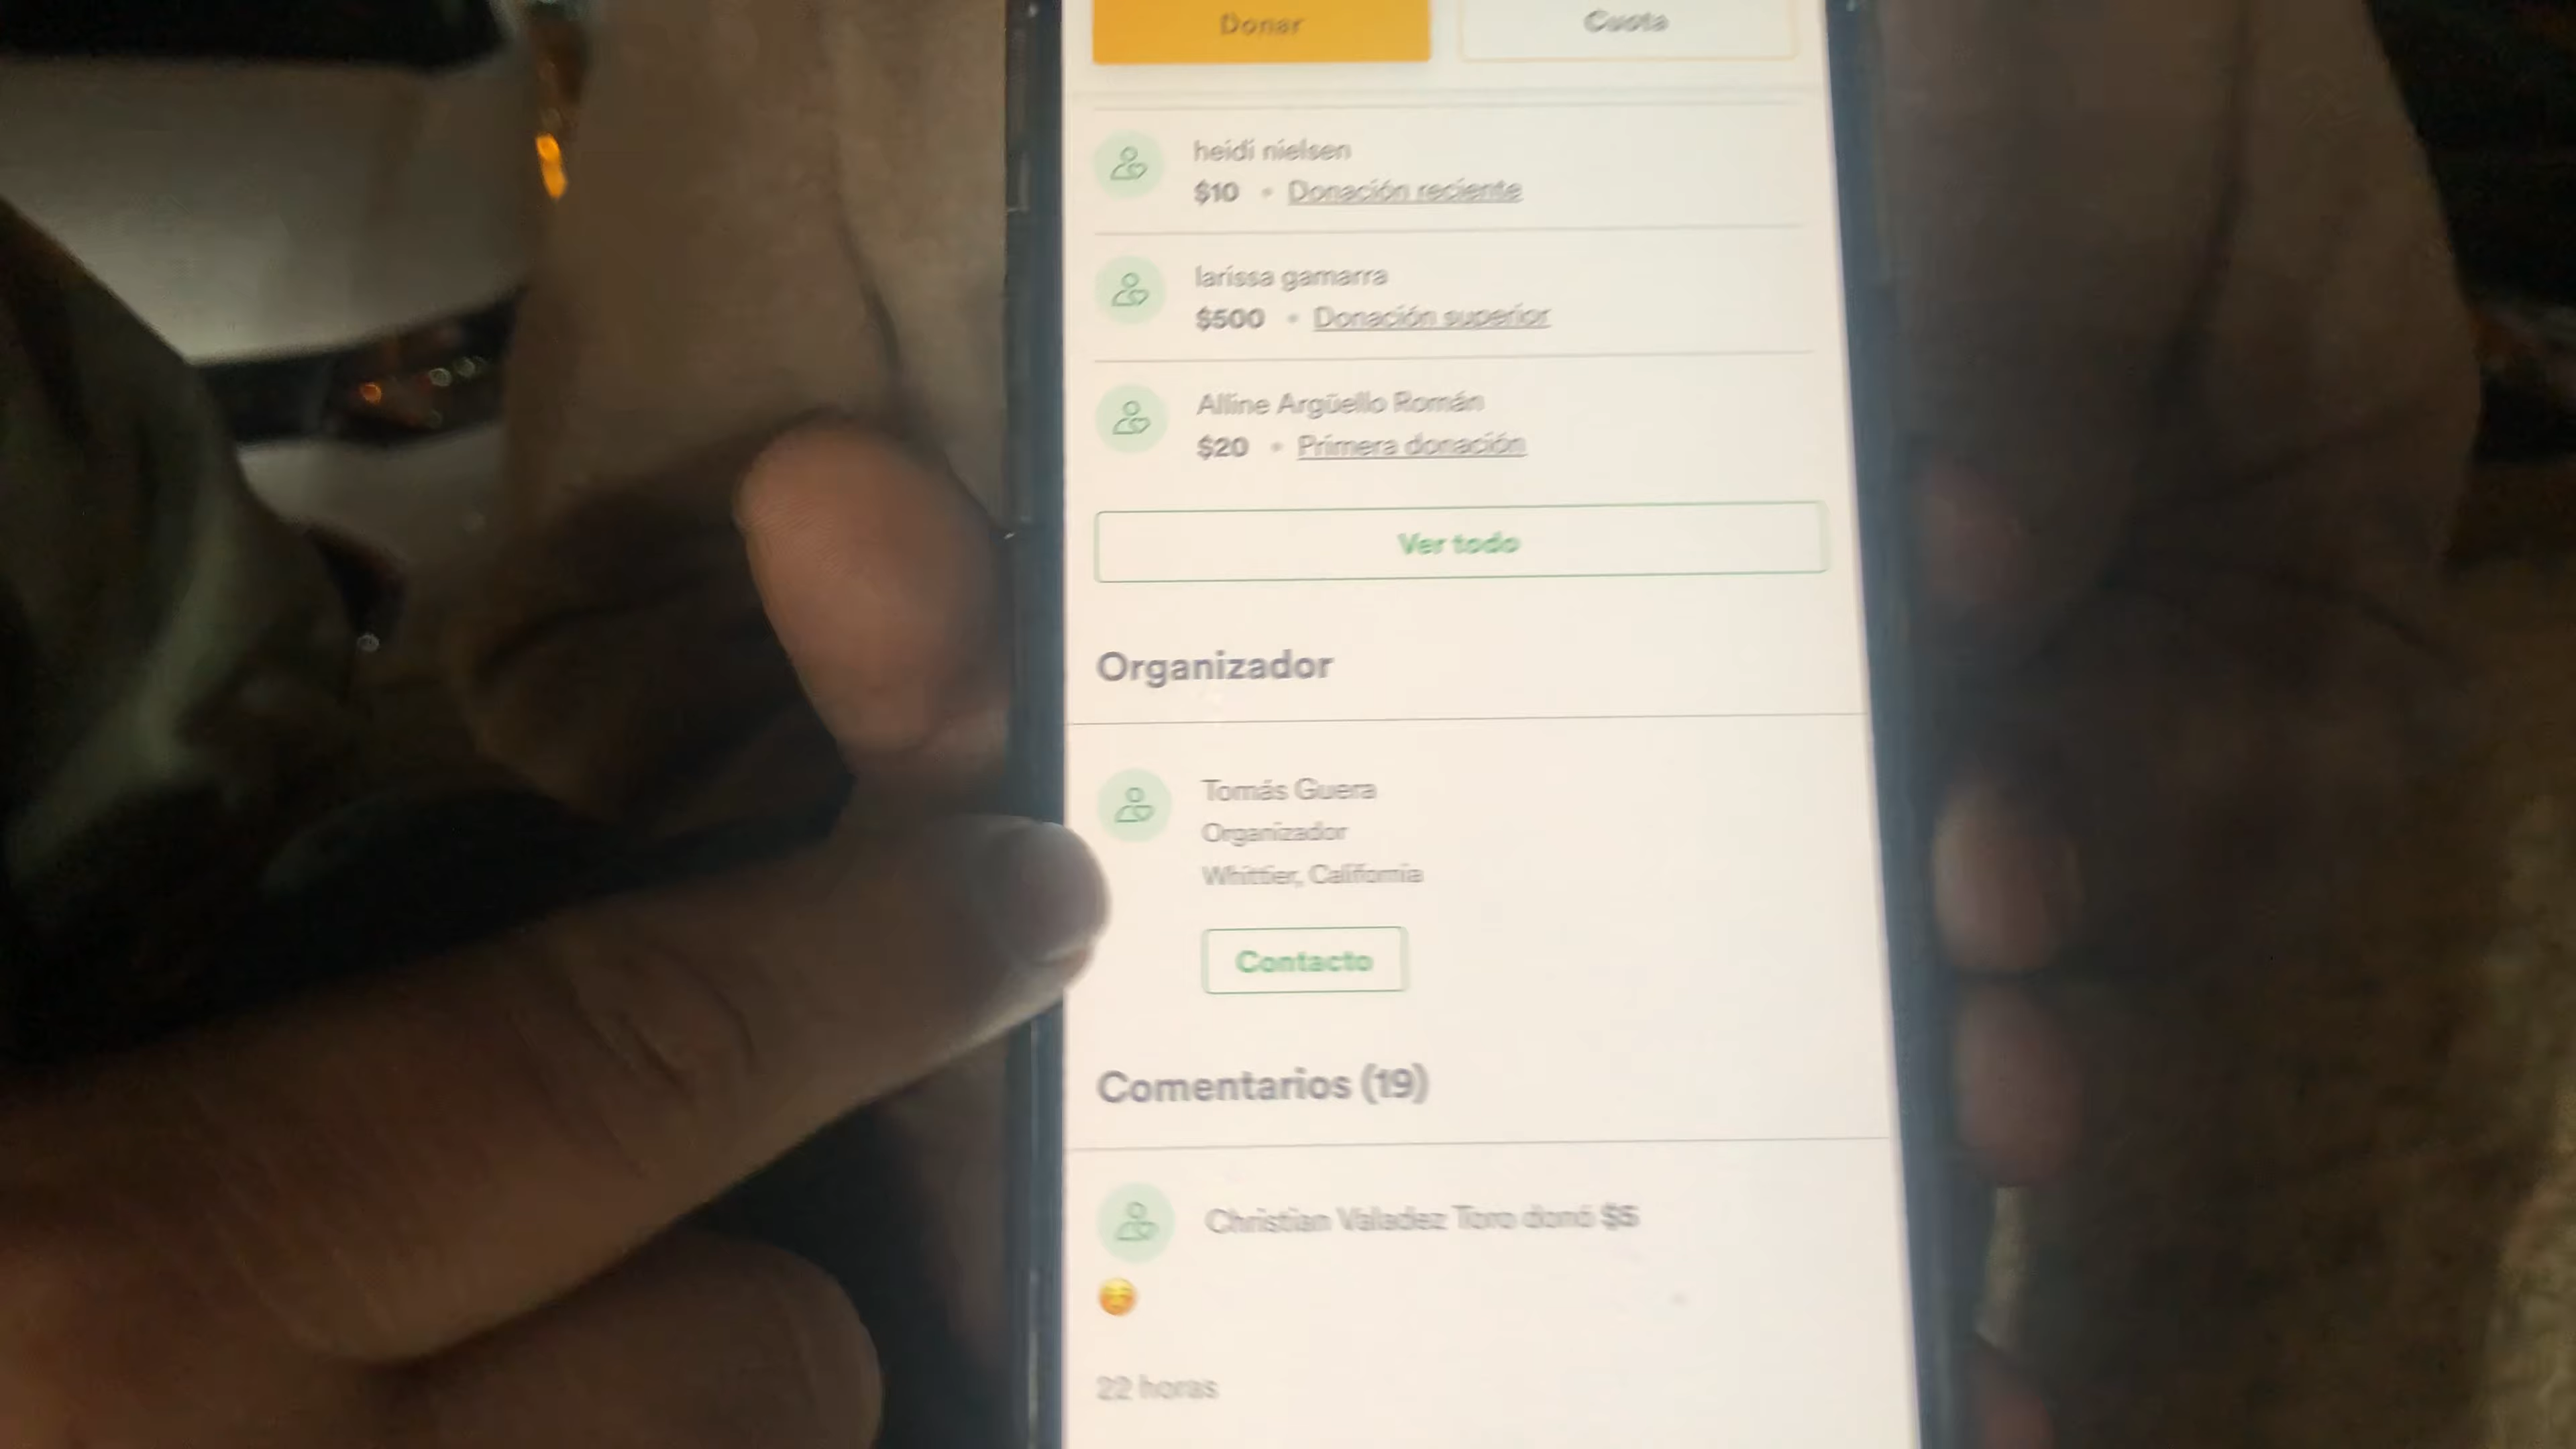 Donar
Cuota
heidi nielsen
$10 • Donación reciente
larissa gamarra
$500 • Donación superior
Alline Argüello Román
$20 • Primera donación
Ver todo
Organizador
Tomás Guera
Organizador
Whittier, California
Contacto
Comentarios (19)
Christian Valadez Toro donó $5
22 horas